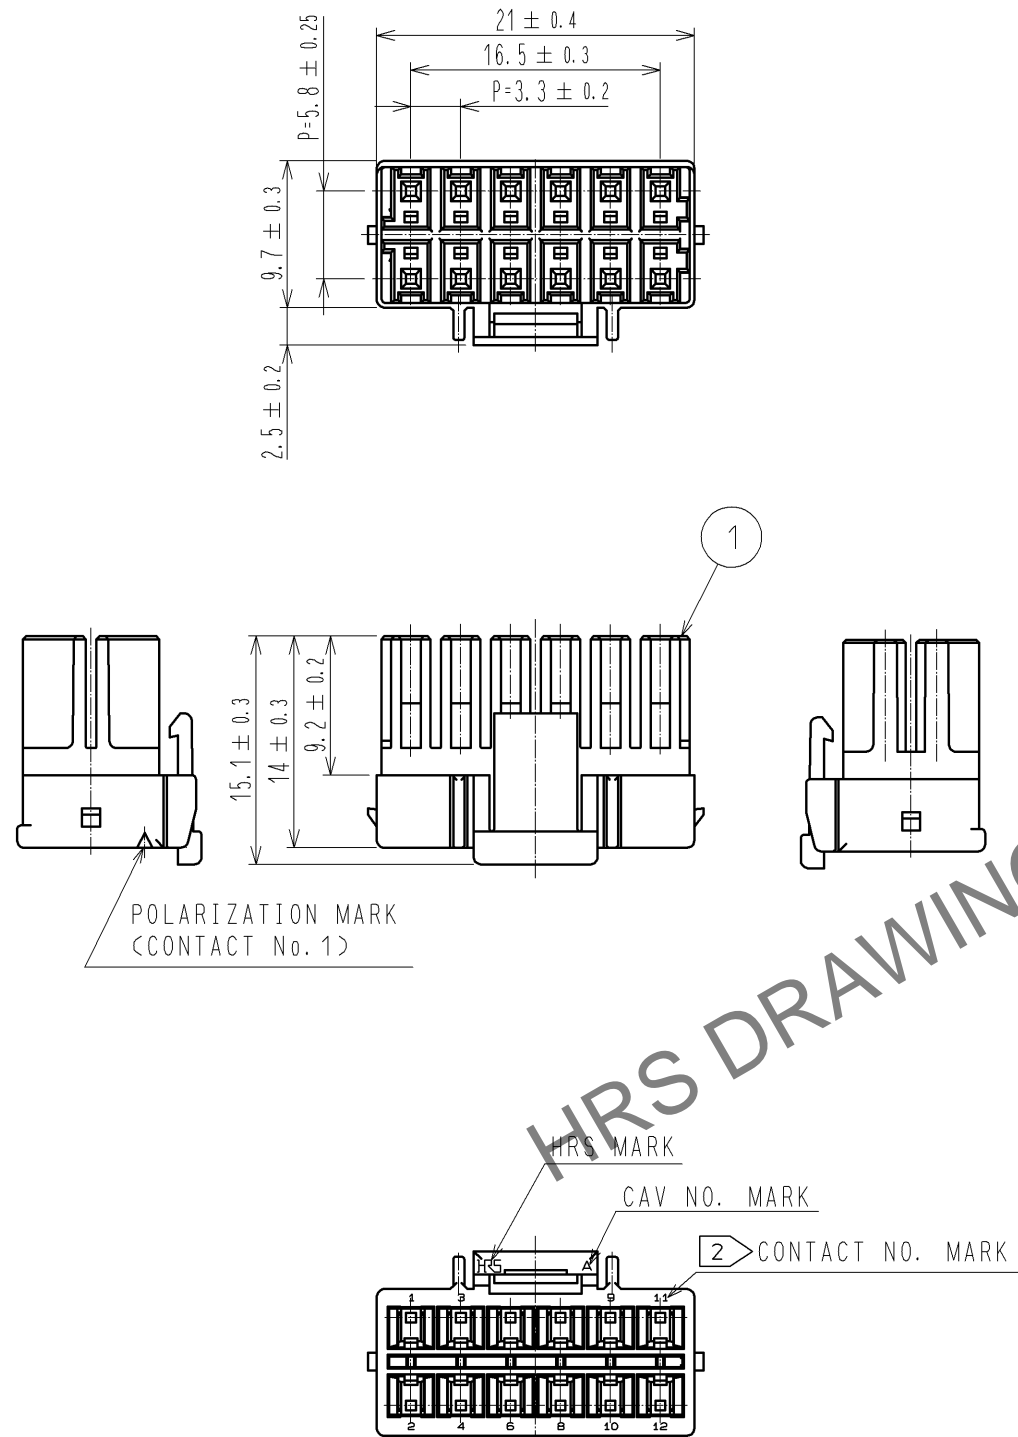 21 ± 0.4
16.5 ± 0.3
P=3.3 ± 0.2
P=5.8 ± 0.25
9.7 ± 0.3
2.5 ± 0.2
1
15.1 ± 0.3
14 ± 0.3
9.2 ± 0.2
POLARIZATION MARK
(CONTACT No.1)
HRS DRAWING
HRS MARK
CAV NO. MARK
2 CONTACT NO. MARK
HRS A
1 3 9 11
2 4 6 8 10 12